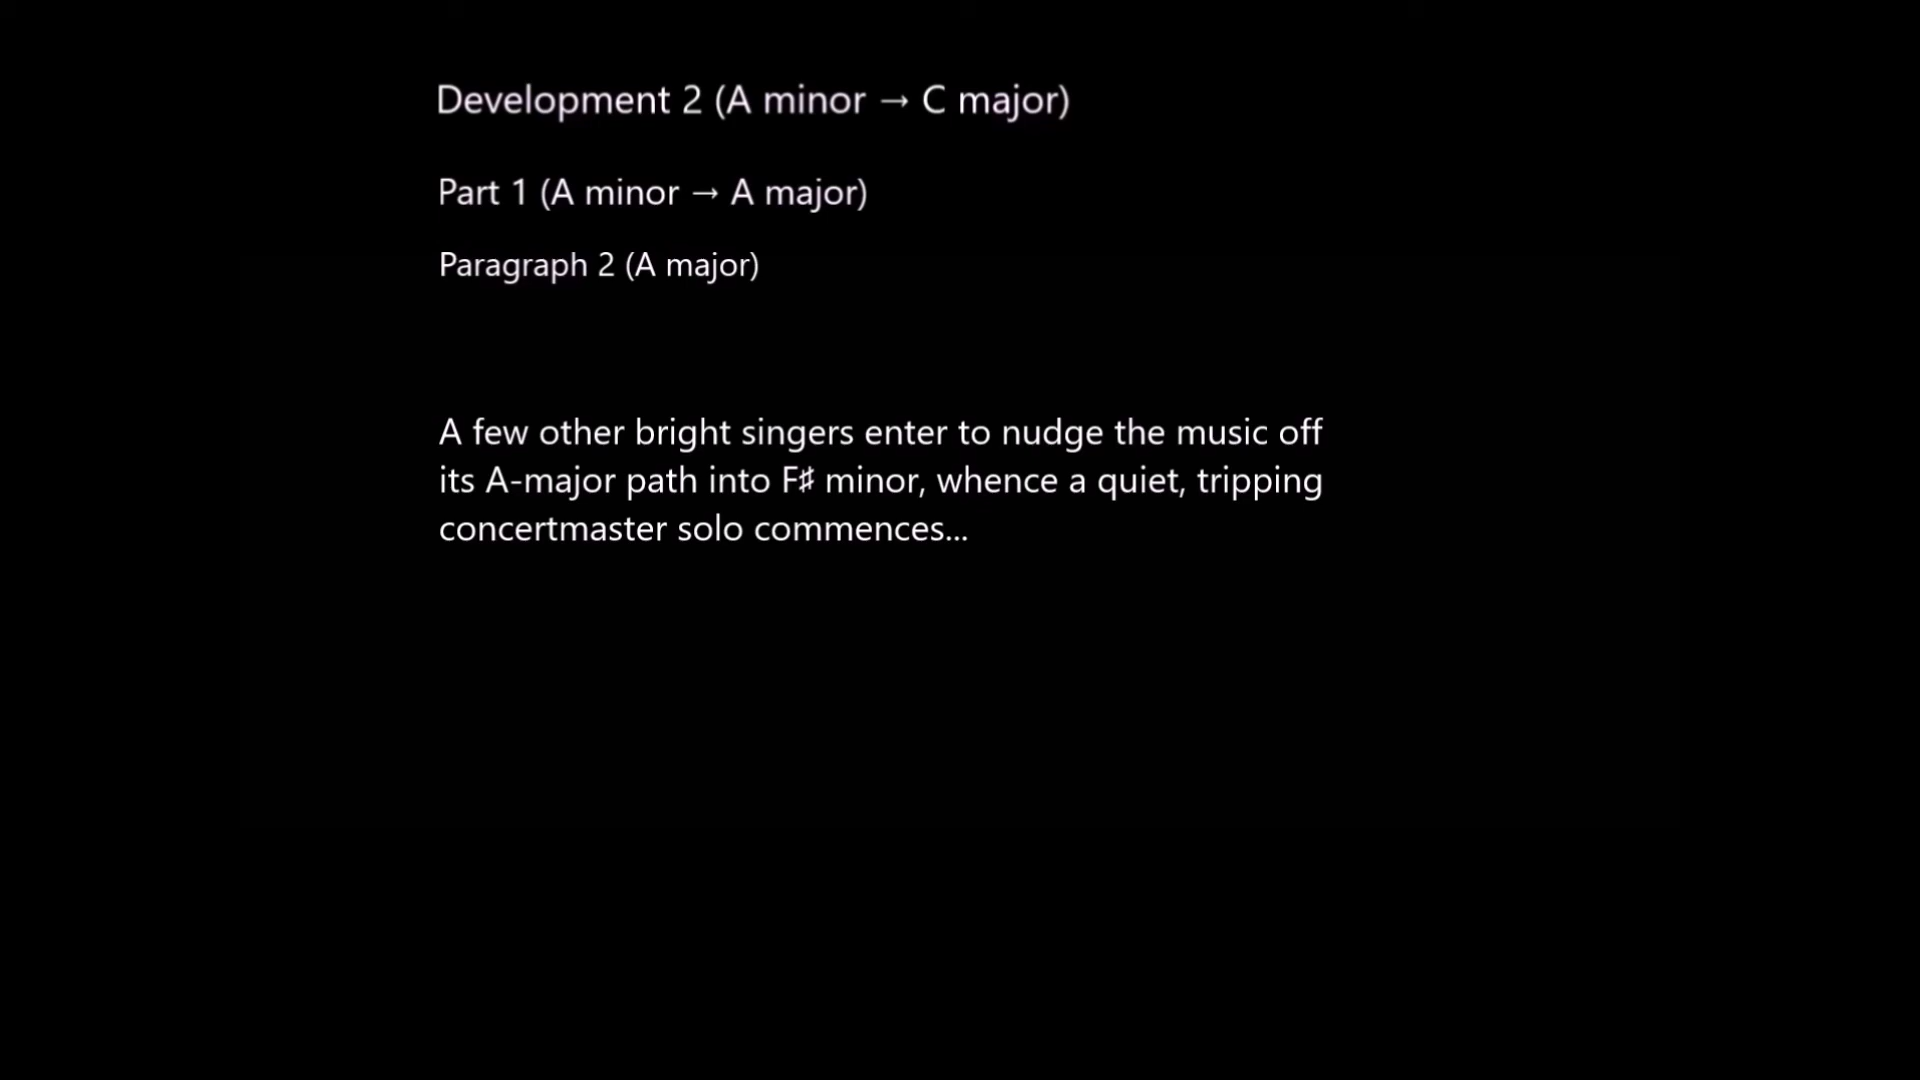 Development 2 (A minor → C major)
Part 1 (A minor → A major)
Paragraph 2 (A major)
A few other bright singers enter to nudge the music off
its A-major path into F♯ minor, whence a quiet, tripping
concertmaster solo commences...